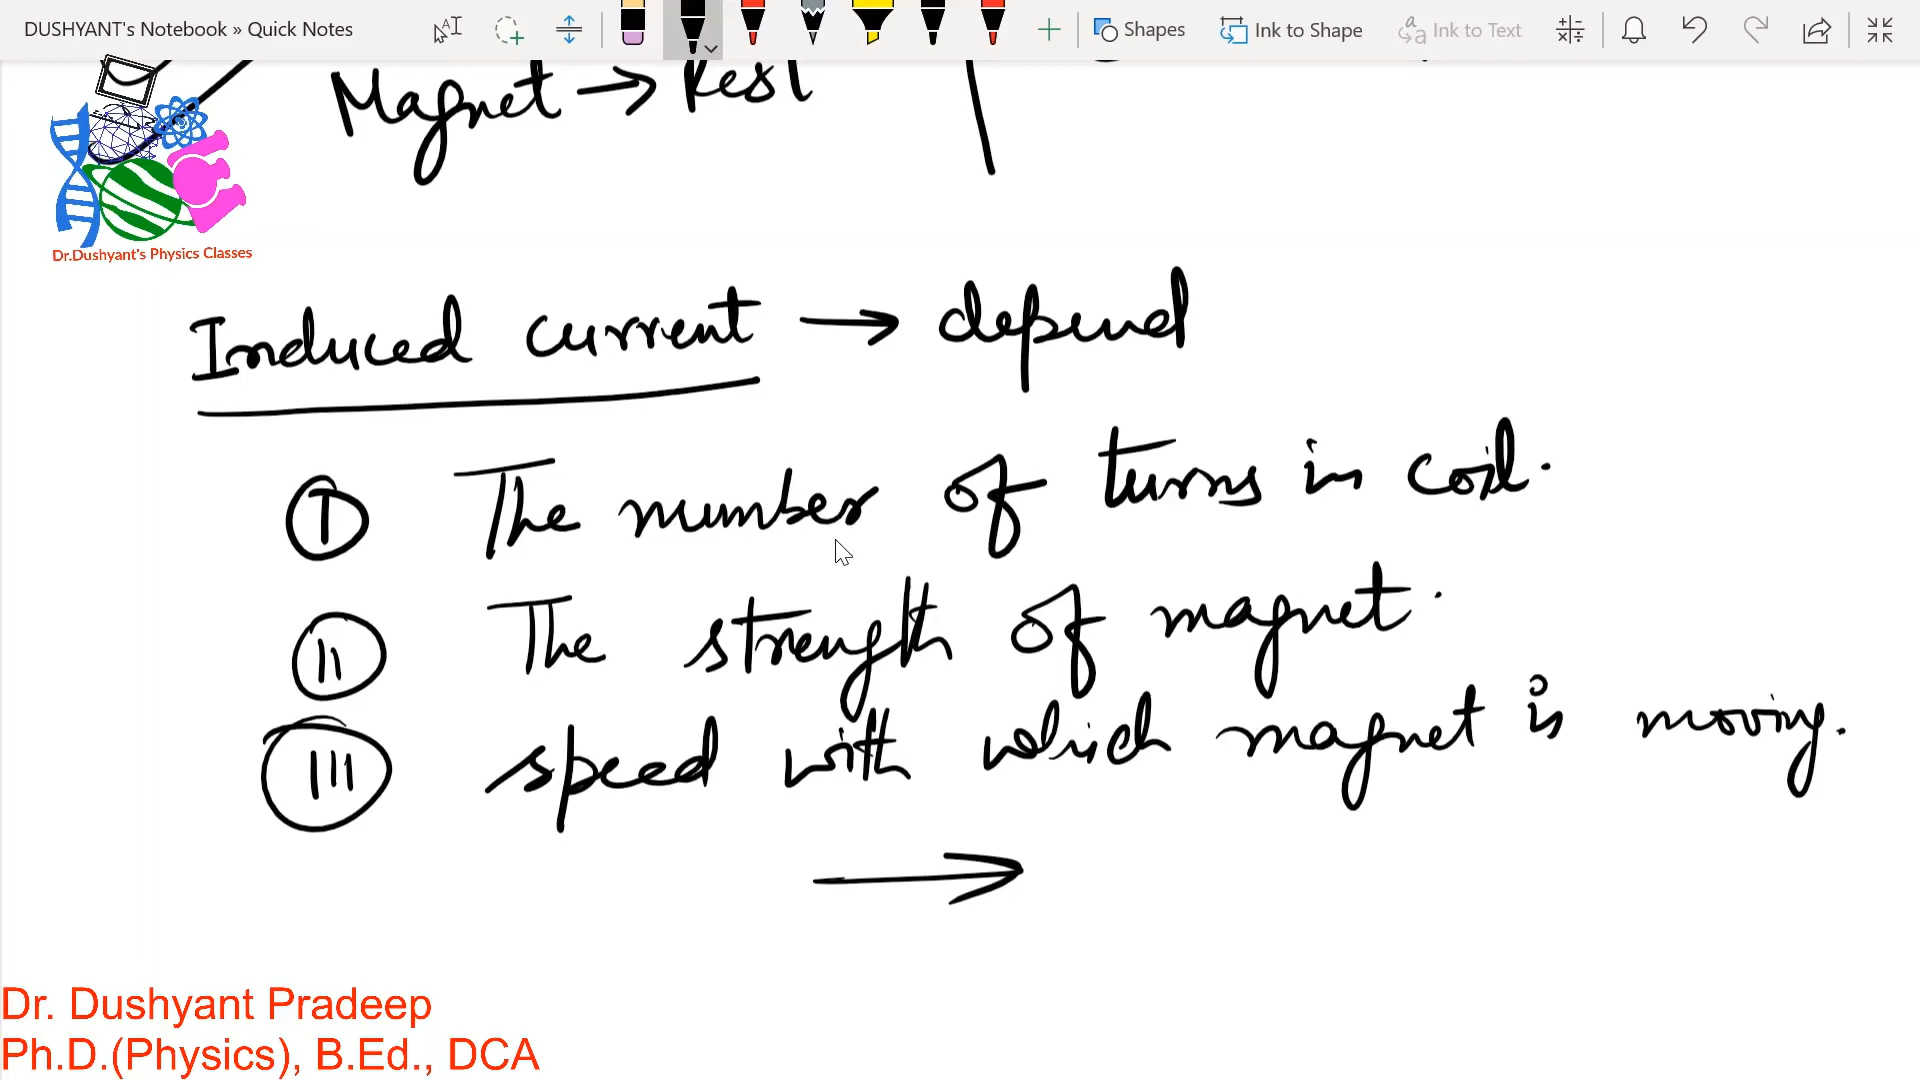 DUSHYANT's Notebook » Quick Notes
Shapes
Ink to Shape
Ink to Text
Magnet → Rest
Dr.Dushyant's Physics Classes
Induced current → depend
I The number of turns in coil.
II The strength of magnet.
III speed with which magnet is moving.
→
Dr. Dushyant Pradeep
Ph.D.(Physics), B.Ed., DCA